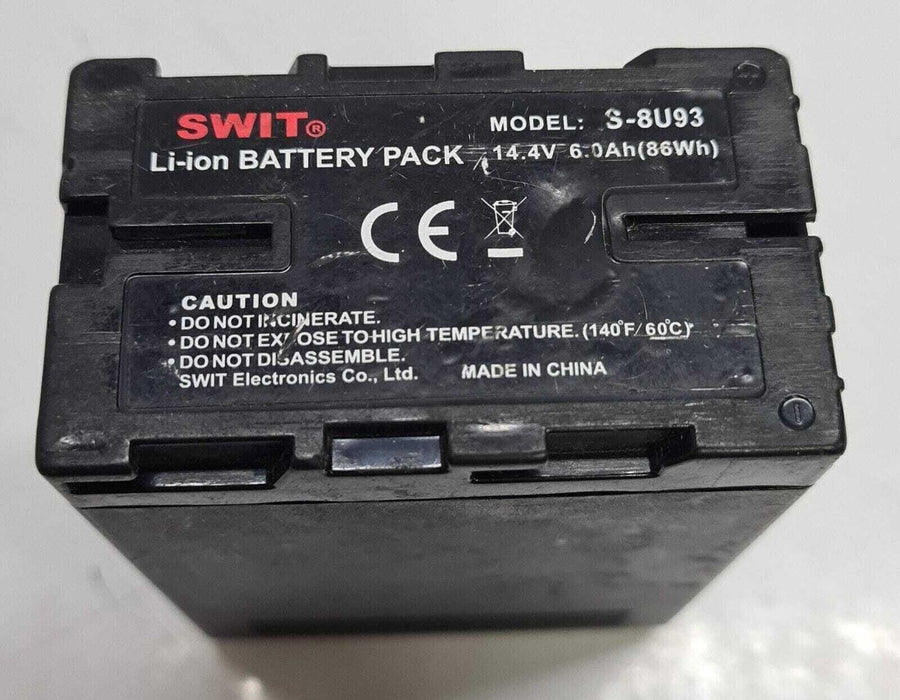 SWIT®
MODEL: S-8U93
Li-ion BATTERY PACK 14.4V 6.0Ah(86Wh)
CE
CAUTION
• DO NOT INCINERATE.
• DO NOT EXPOSE TO HIGH TEMPERATURE. (140°F/60°C)
• DO NOT DISASSEMBLE.
SWIT Electronics Co., Ltd. MADE IN CHINA